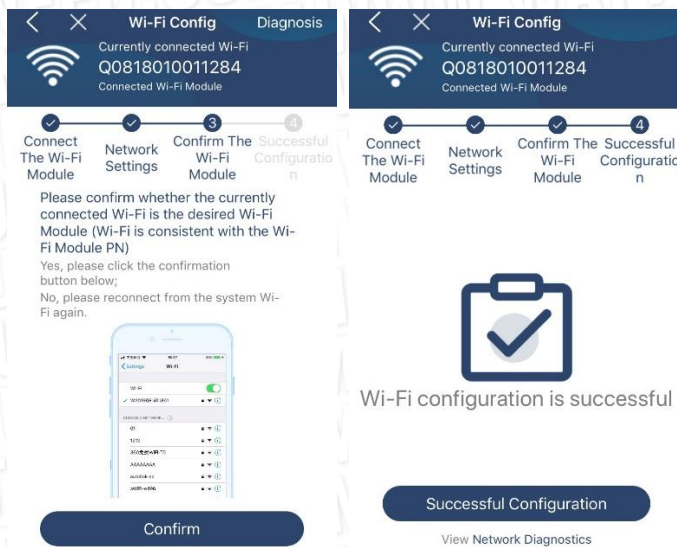 Wi-Fi Config Diagnosis
Currently connected Wi-Fi
Q0818010011284
Connected Wi-Fi Module
3 4
Connect The Wi-Fi Module
Network Settings
Confirm The Wi-Fi Module
Successful Configuratio n
Please confirm whether the currently
connected Wi-Fi is the desired Wi-
Fi Module (Wi-Fi is consistent with the Wi-
Fi Module PN)
Yes, please click the confirmation
button below;
No, please reconnect from the system Wi-
Fi again.
Settings Wi-Fi
Wi-Fi
01
1212
AAAAAAAA
Confirm
Wi-Fi Config
Currently connected Wi-Fi
Q0818010011284
Connected Wi-Fi Module
4
Connect The Wi-Fi Module
Network Settings
Confirm The Wi-Fi Module
Successful Configuratio n
Wi-Fi configuration is successful
Successful Configuration
View Network Diagnostics